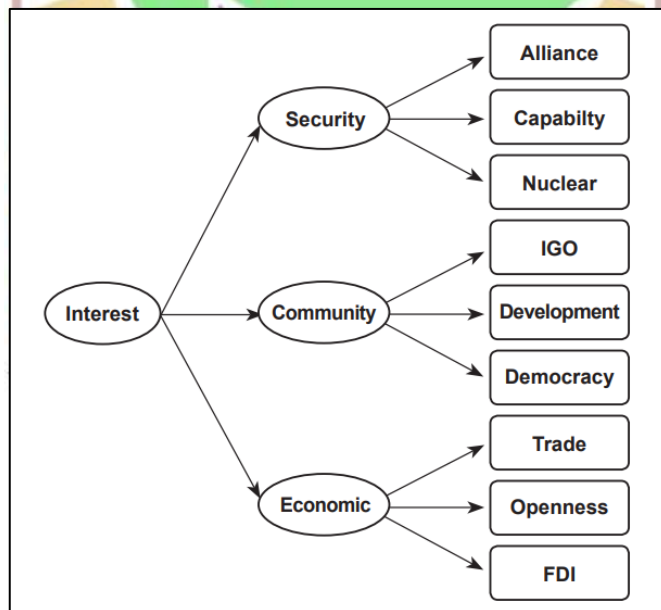 Alliance
Security
Capabilty
Nuclear
IGO
Interest
Community
Development
Democracy
Trade
Economic
Openness
FDI